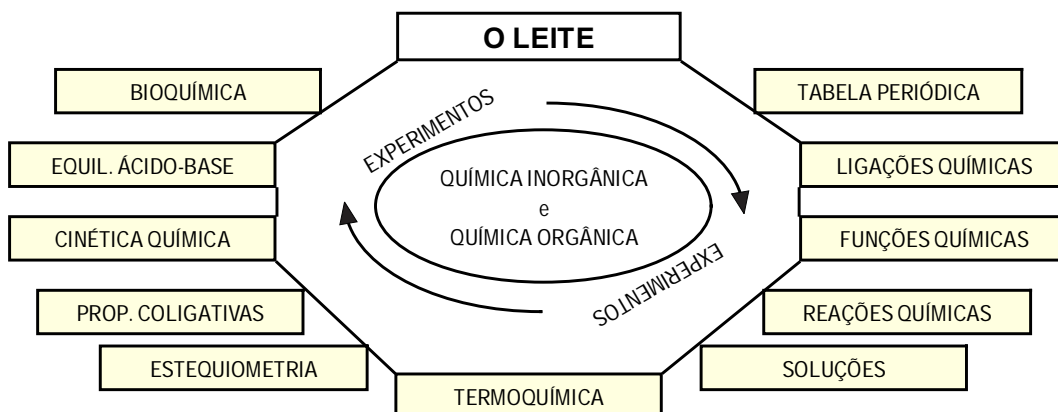 O LEITE
BIOQUÍMICA
TABELA PERIÓDICA
EXPERIMENTOS
EQUIL. ÁCIDO-BASE
LIGAÇÕES QUÍMICAS
QUÍMICA INORGÂNICA
e
QUÍMICA ORGÂNICA
CINÉTICA QUÍMICA
FUNÇÕES QUÍMICAS
EXPERIMENTOS
PROP. COLIGATIVAS
REAÇÕES QUÍMICAS
ESTEQUIOMETRIA
SOLUÇÕES
TERMOQUÍMICA